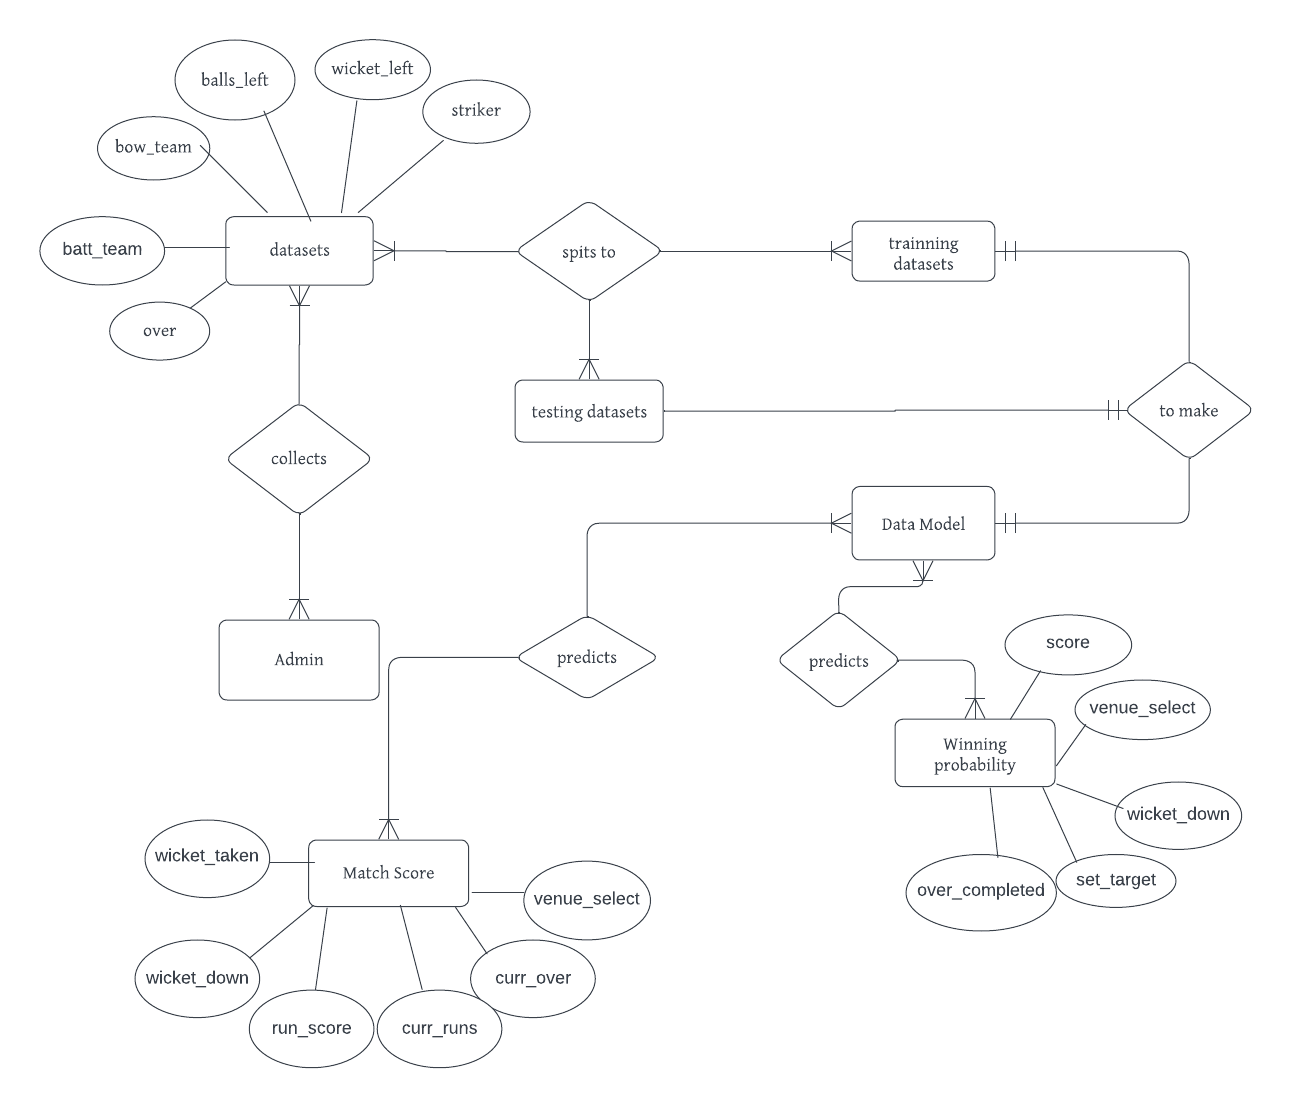 wicket_left
balls_left
striker
bow_team
batt_team
datasets
spits to
trainning
datasets
over
testing datasets
to make
collects
Data Model
Admin
predicts
predicts
score
venue_select
Winning
probability
wicket_down
wicket_taken
Match Score
set_target
over_completed
venue_select
wicket_down
curr_over
run_score
curr_runs